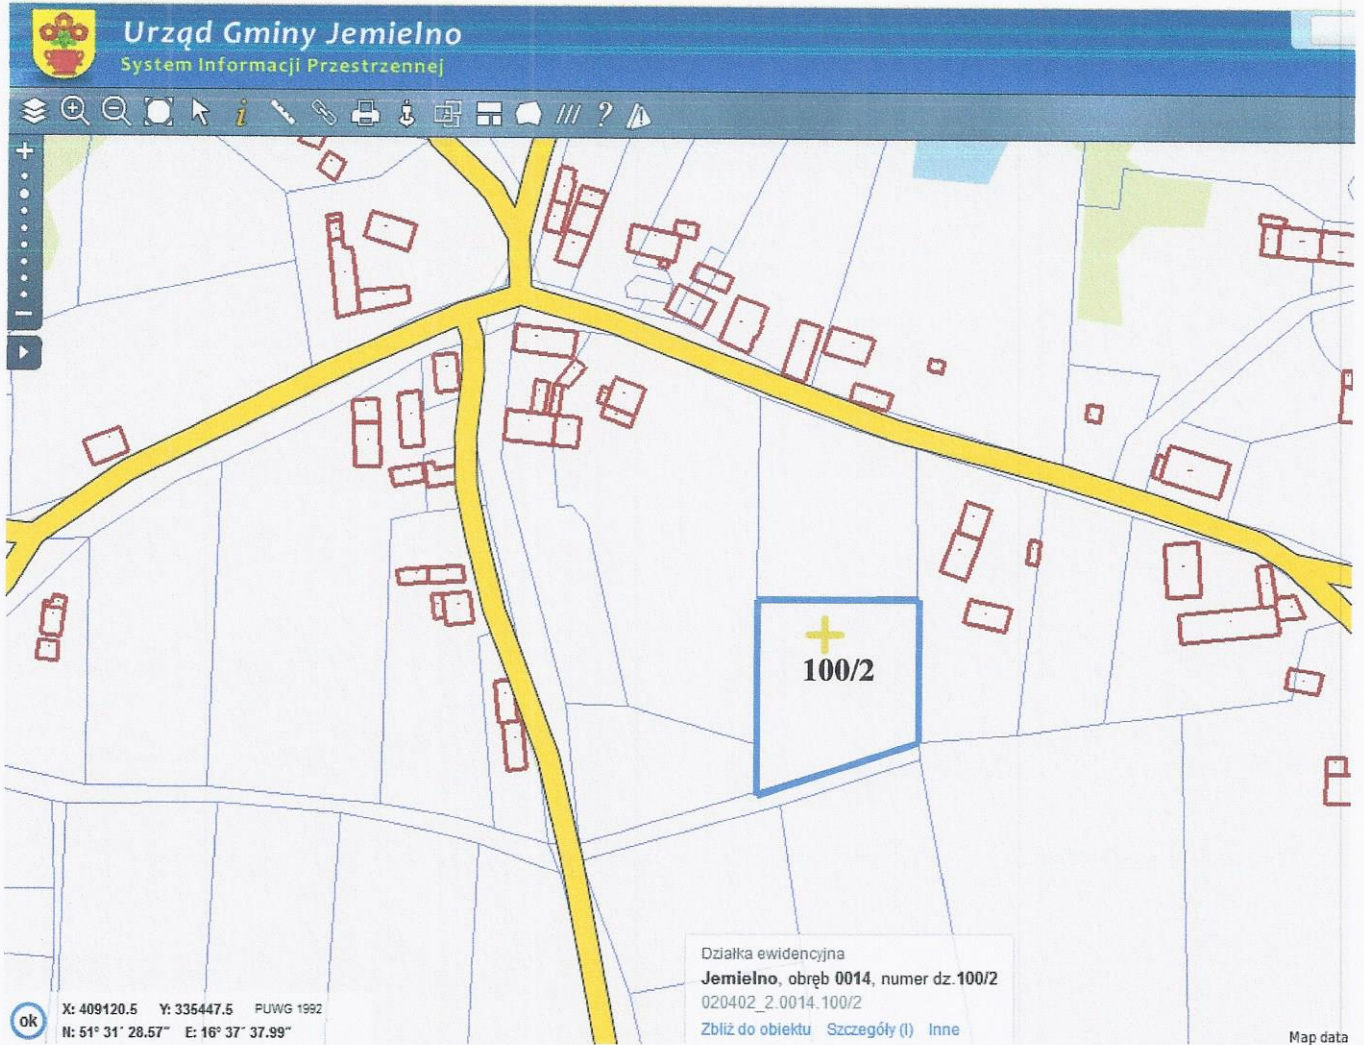 Urząd Gminy Jemielno
System Informacji Przestrzennej
100/2
Działka ewidencyjna
Jemielno, obręb 0014, numer dz.100/2
020402_2.0014.100/2
Zbliż do obiektu Szczegóły (I) Inne
ok
X: 409120.5 Y: 335447.5 PUWG 1992
N: 51° 31' 28.57" E: 16° 37' 37.99"
Map data